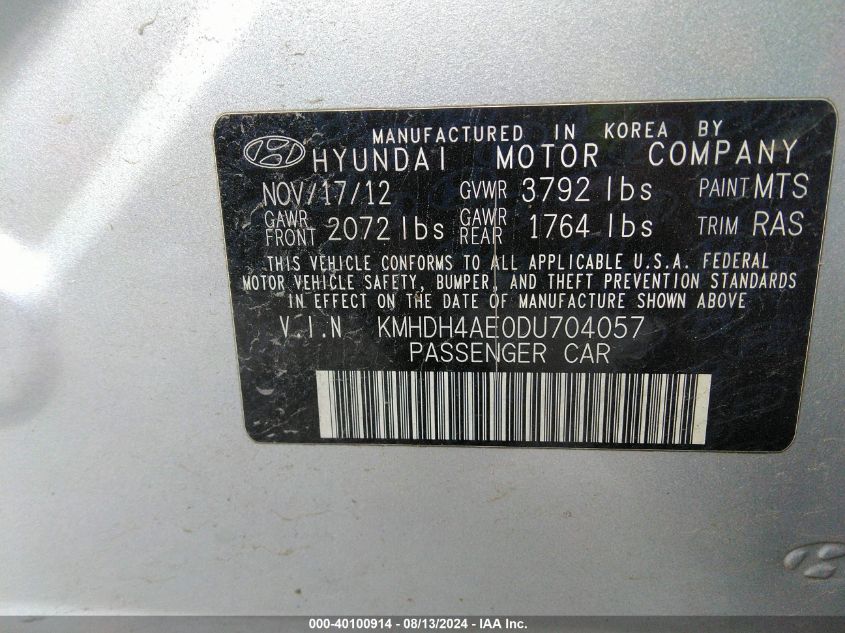 MANUFACTURED IN KOREA BY
HYUNDAI MOTOR COMPANY
NOV/17/12 GVWR 3792 lbs PAINT MTS
GAWR FRONT 2072 lbs GAWR REAR 1764 lbs TRIM RAS
THIS VEHICLE CONFORMS TO ALL APPLICABLE U.S.A. FEDERAL
MOTOR VEHICLE SAFETY, BUMPER, AND THEFT PREVENTION STANDARDS
IN EFFECT ON THE DATE OF MANUFACTURE SHOWN ABOVE
V.I.N KMHDH4AE0DU704057
PASSENGER CAR
000-40100914 - 08/13/2024 - IAA Inc.